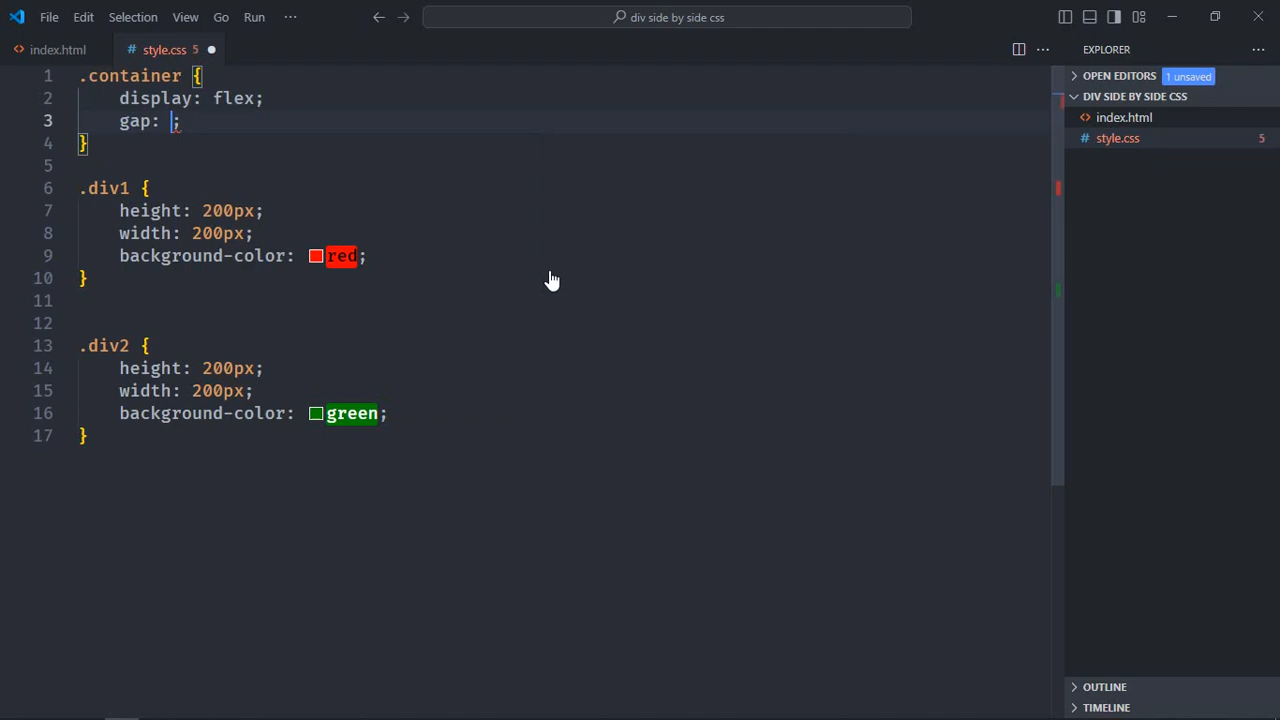 File Edit Selection View Go Run ···
div side by side css
index.html
# style.css 5
EXPLORER
1 .container {
2 display: flex;
3 gap: ;
4 }
5
6 .div1 {
7 height: 200px;
8 width: 200px;
9 background-color: red;
10 }
11
12
13 .div2 {
14 height: 200px;
15 width: 200px;
16 background-color: green;
17 }
OPEN EDITORS 1 unsaved
DIV SIDE BY SIDE CSS
index.html
# style.css 5
OUTLINE
TIMELINE